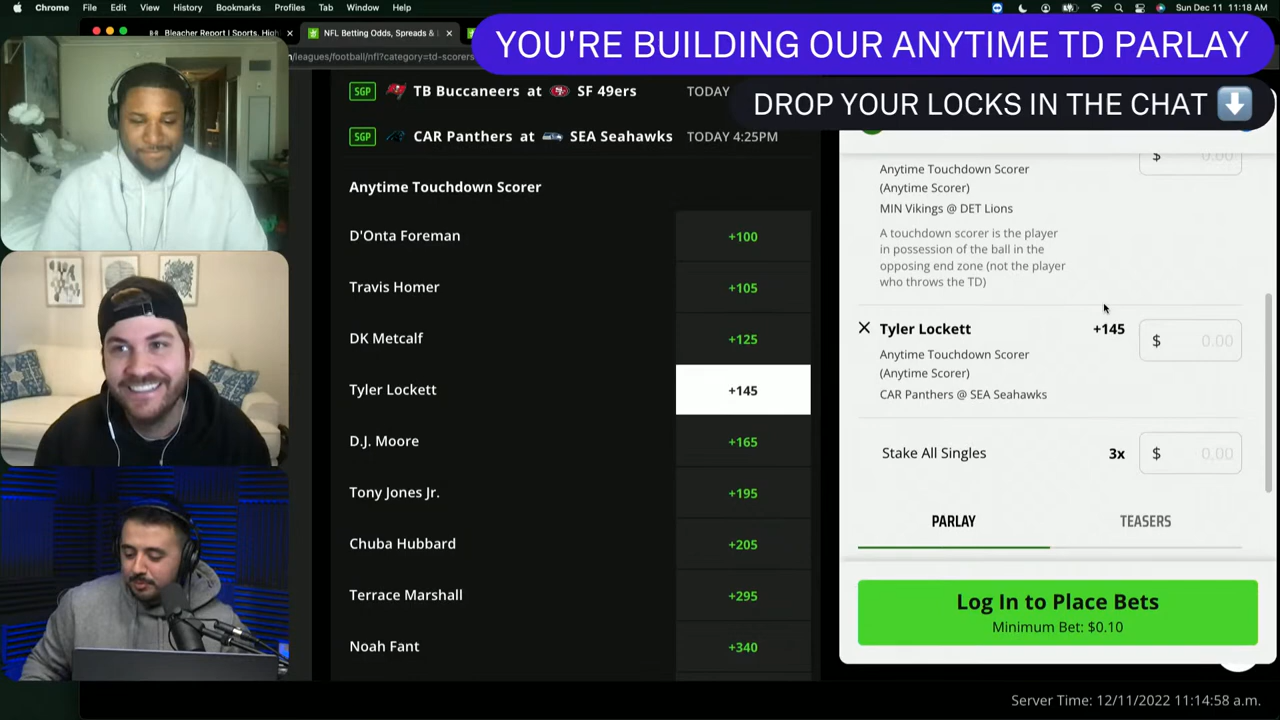 Chrome File Edit View History Bookmarks Profiles Tab Window Help Sun Dec 11 11:18 AM
Bleacher Report | Sports, High
NFL Betting Odds, Spreads &
/leagues/football/nfl?category=td-scorers
YOU'RE BUILDING OUR ANYTIME TD PARLAY
DROP YOUR LOCKS IN THE CHAT
SGP TB Buccaneers at SF 49ers TODAY
SGP CAR Panthers at SEA Seahawks TODAY 4:25PM
Anytime Touchdown Scorer
D'Onta Foreman +100
Travis Homer +105
DK Metcalf +125
Tyler Lockett +145
D.J. Moore +165
Tony Jones Jr. +195
Chuba Hubbard +205
Terrace Marshall +295
Noah Fant +340
$ 0.00
Anytime Touchdown Scorer
(Anytime Scorer)
MIN Vikings @ DET Lions
A touchdown scorer is the player
in possession of the ball in the
opposing end zone (not the player
who throws the TD)
Tyler Lockett +145 $ 0.00
Anytime Touchdown Scorer
(Anytime Scorer)
CAR Panthers @ SEA Seahawks
Stake All Singles 3x $ 0.00
PARLAY TEASERS
Log In to Place Bets
Minimum Bet: $0.10
Server Time: 12/11/2022 11:14:58 a.m.